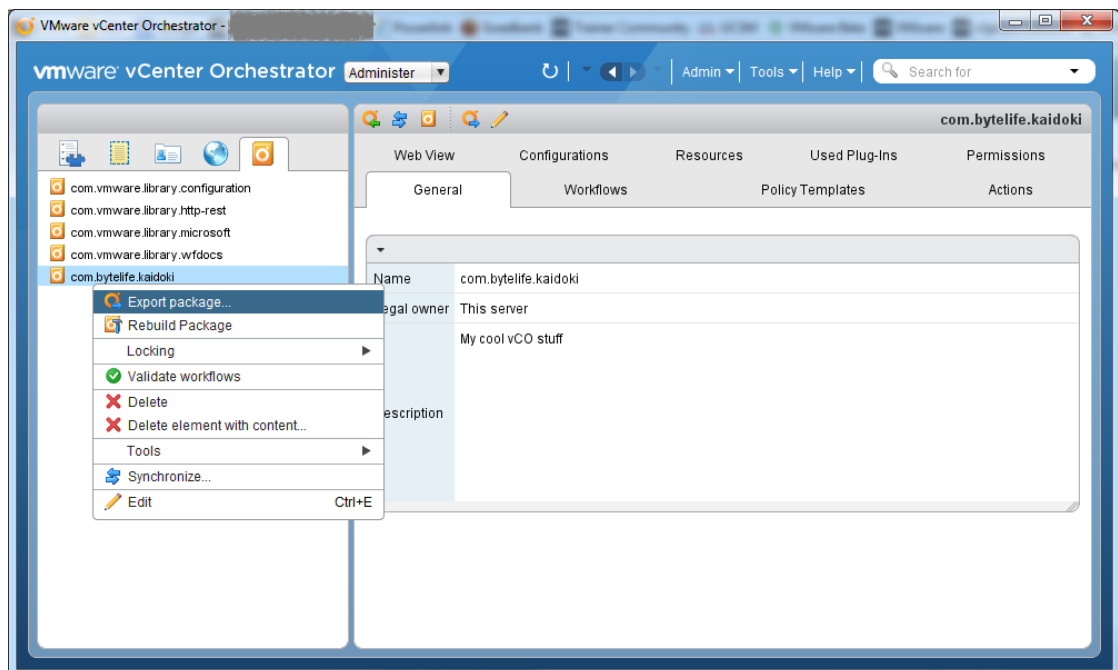 VMware vCenter Orchestrator -
vmware vCenter Orchestrator Administer Admin Tools Help Search for
com.bytelife.kaidoki
Web View Configurations Resources Used Plug-Ins Permissions
General Workflows Policy Templates Actions
com.vmware.library.configuration
com.vmware.library.http-rest
com.vmware.library.microsoft
com.vmware.library.wfdocs
com.bytelife.kaidoki
Export package...
Rebuild Package
Locking
Validate workflows
Delete
Delete element with content...
Tools
Synchronize...
Edit Ctrl+E
Name com.bytelife.kaidoki
egal owner This server
escription My cool vCO stuff